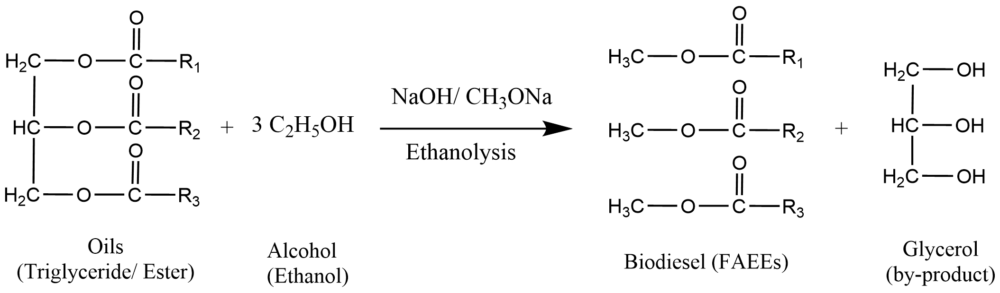 O
H₂C—O—C—R₁
O
HC—O—C—R₂
O
H₂C—O—C—R₃
+
3 C₂H₅OH
NaOH/ CH₃ONa
Ethanolysis
O
H₃C—O—C—R₁
O
H₃C—O—C—R₂
O
H₃C—O—C—R₃
+
H₂C—OH
HC—OH
H₂C—OH
Oils
(Triglyceride/ Ester)
Alcohol
(Ethanol)
Biodiesel (FAEEs)
Glycerol
(by-product)